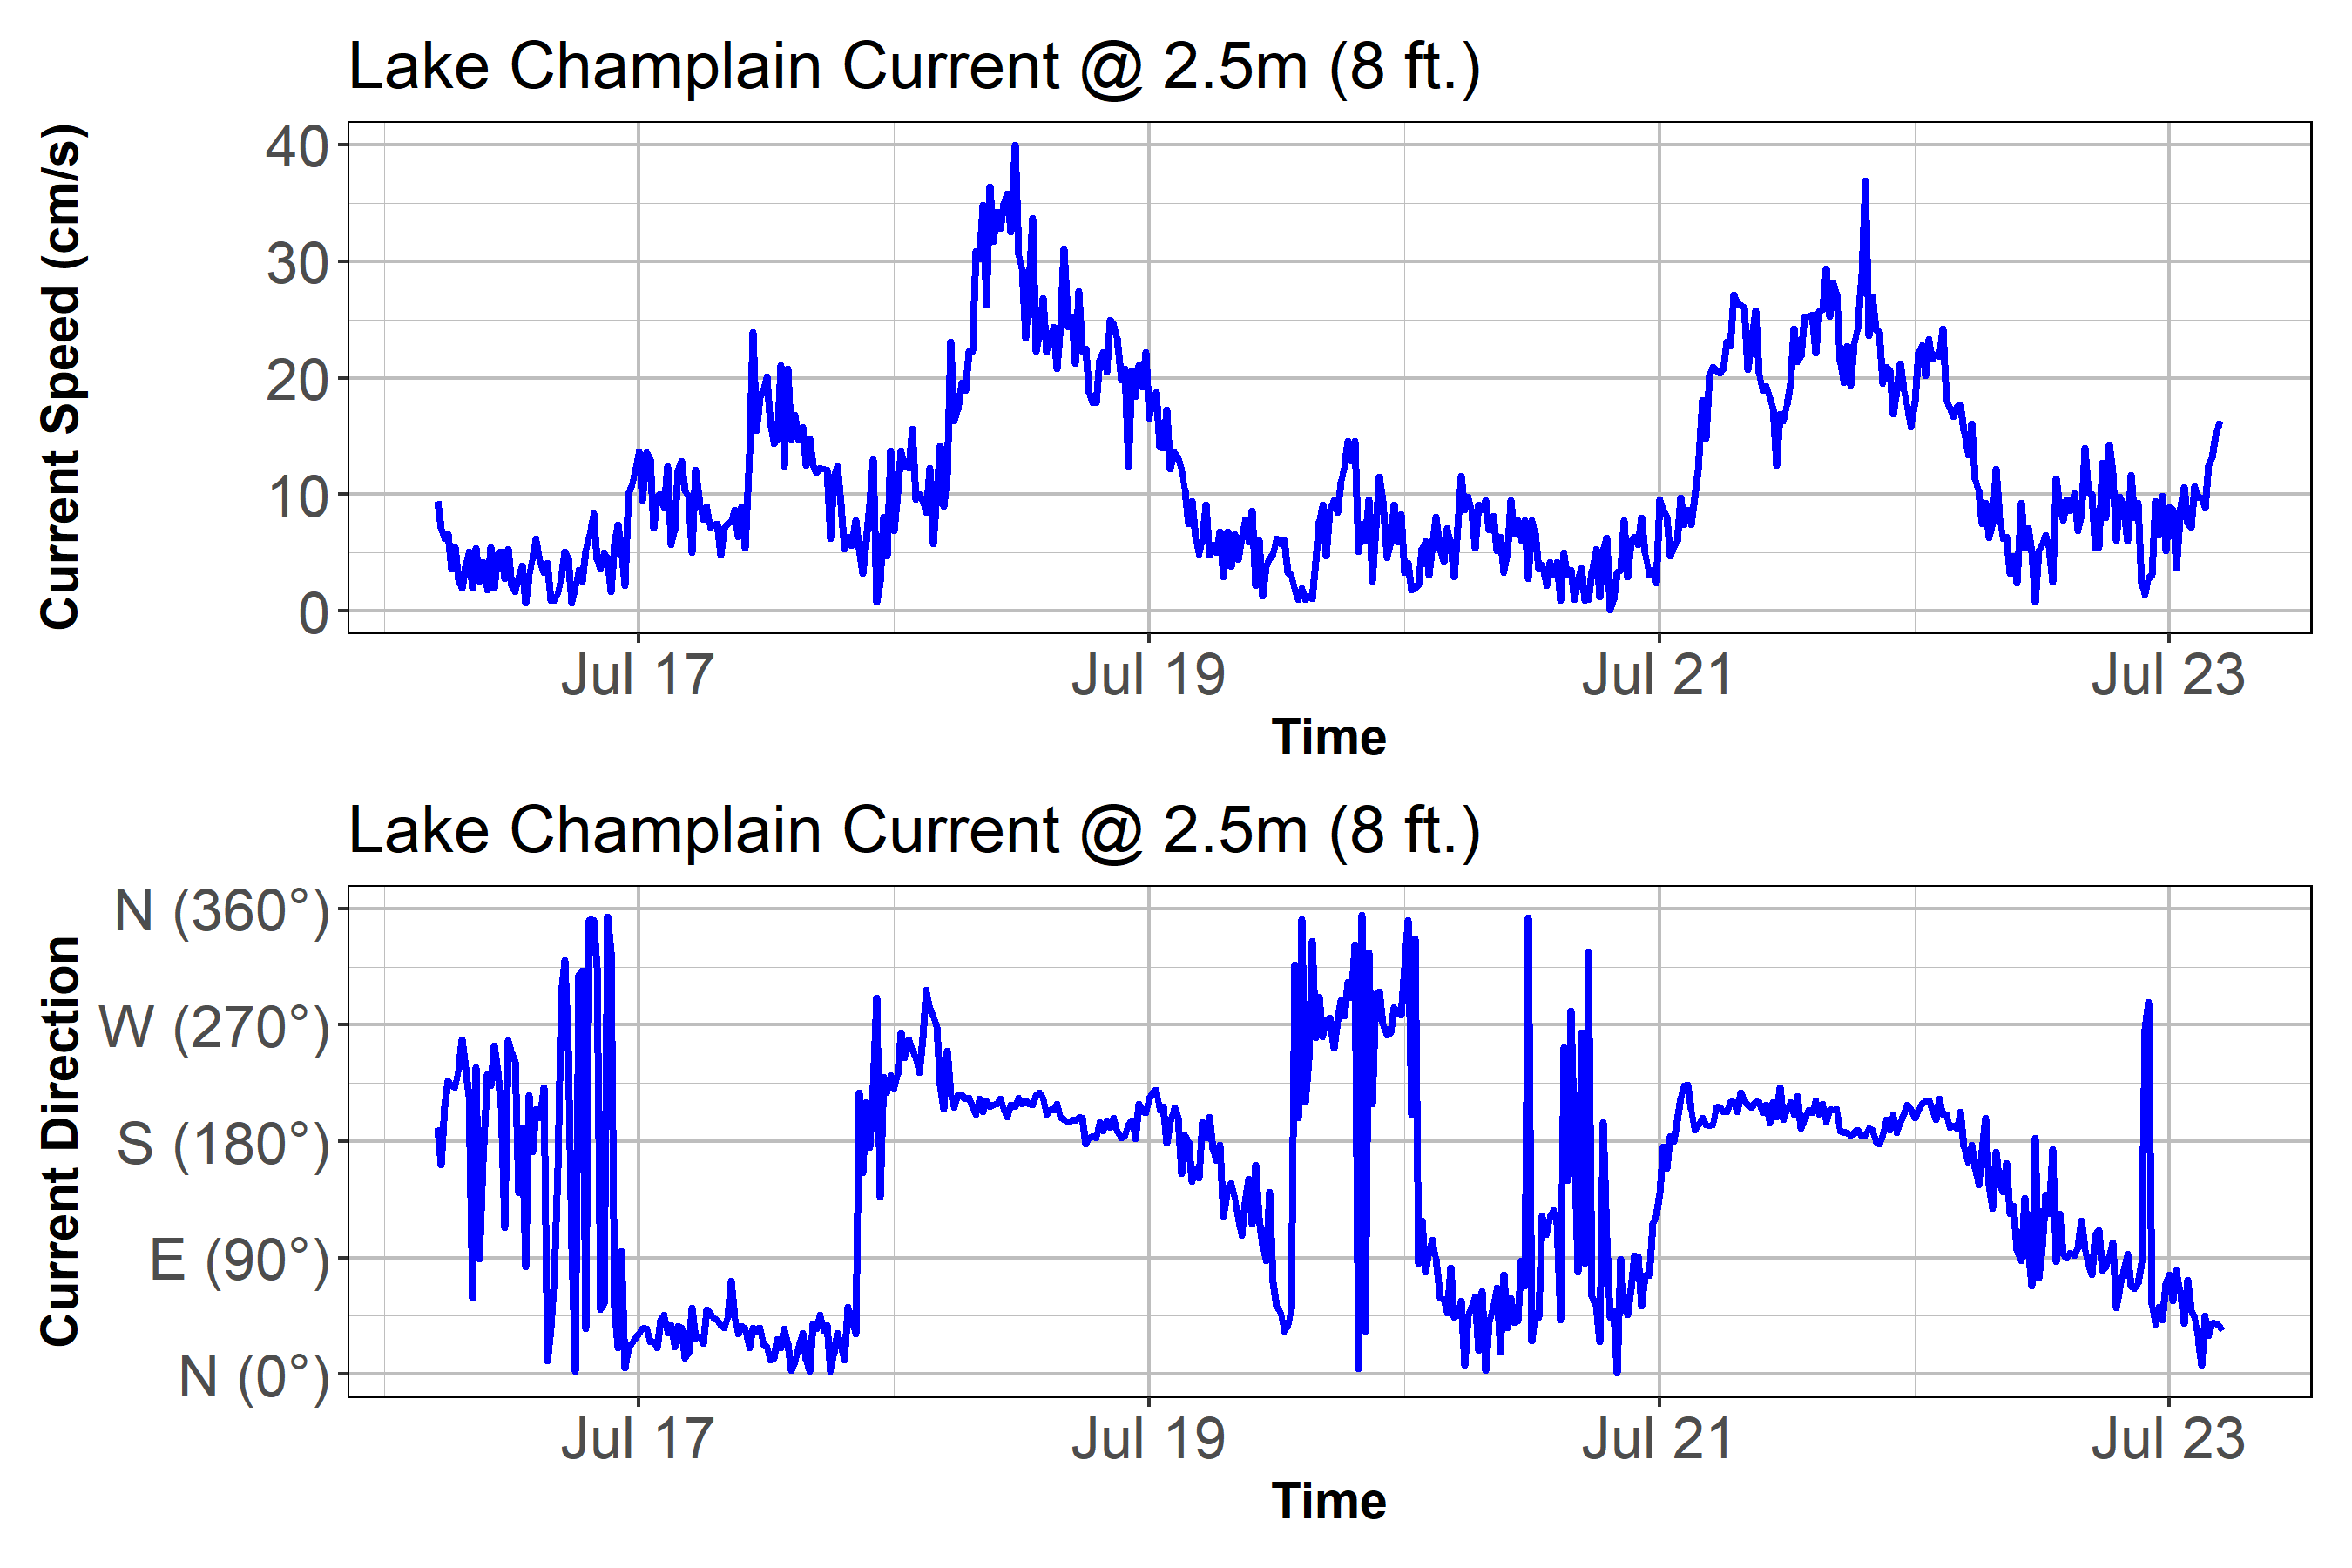 Lake Champlain Current @ 2.5m (8 ft.)
Current Speed (cm/s)
40
30
20
10
0
Jul 17 Jul 19 Jul 21 Jul 23
Time
Lake Champlain Current @ 2.5m (8 ft.)
Current Direction
N (360°)
W (270°)
S (180°)
E (90°)
N (0°)
Jul 17 Jul 19 Jul 21 Jul 23
Time